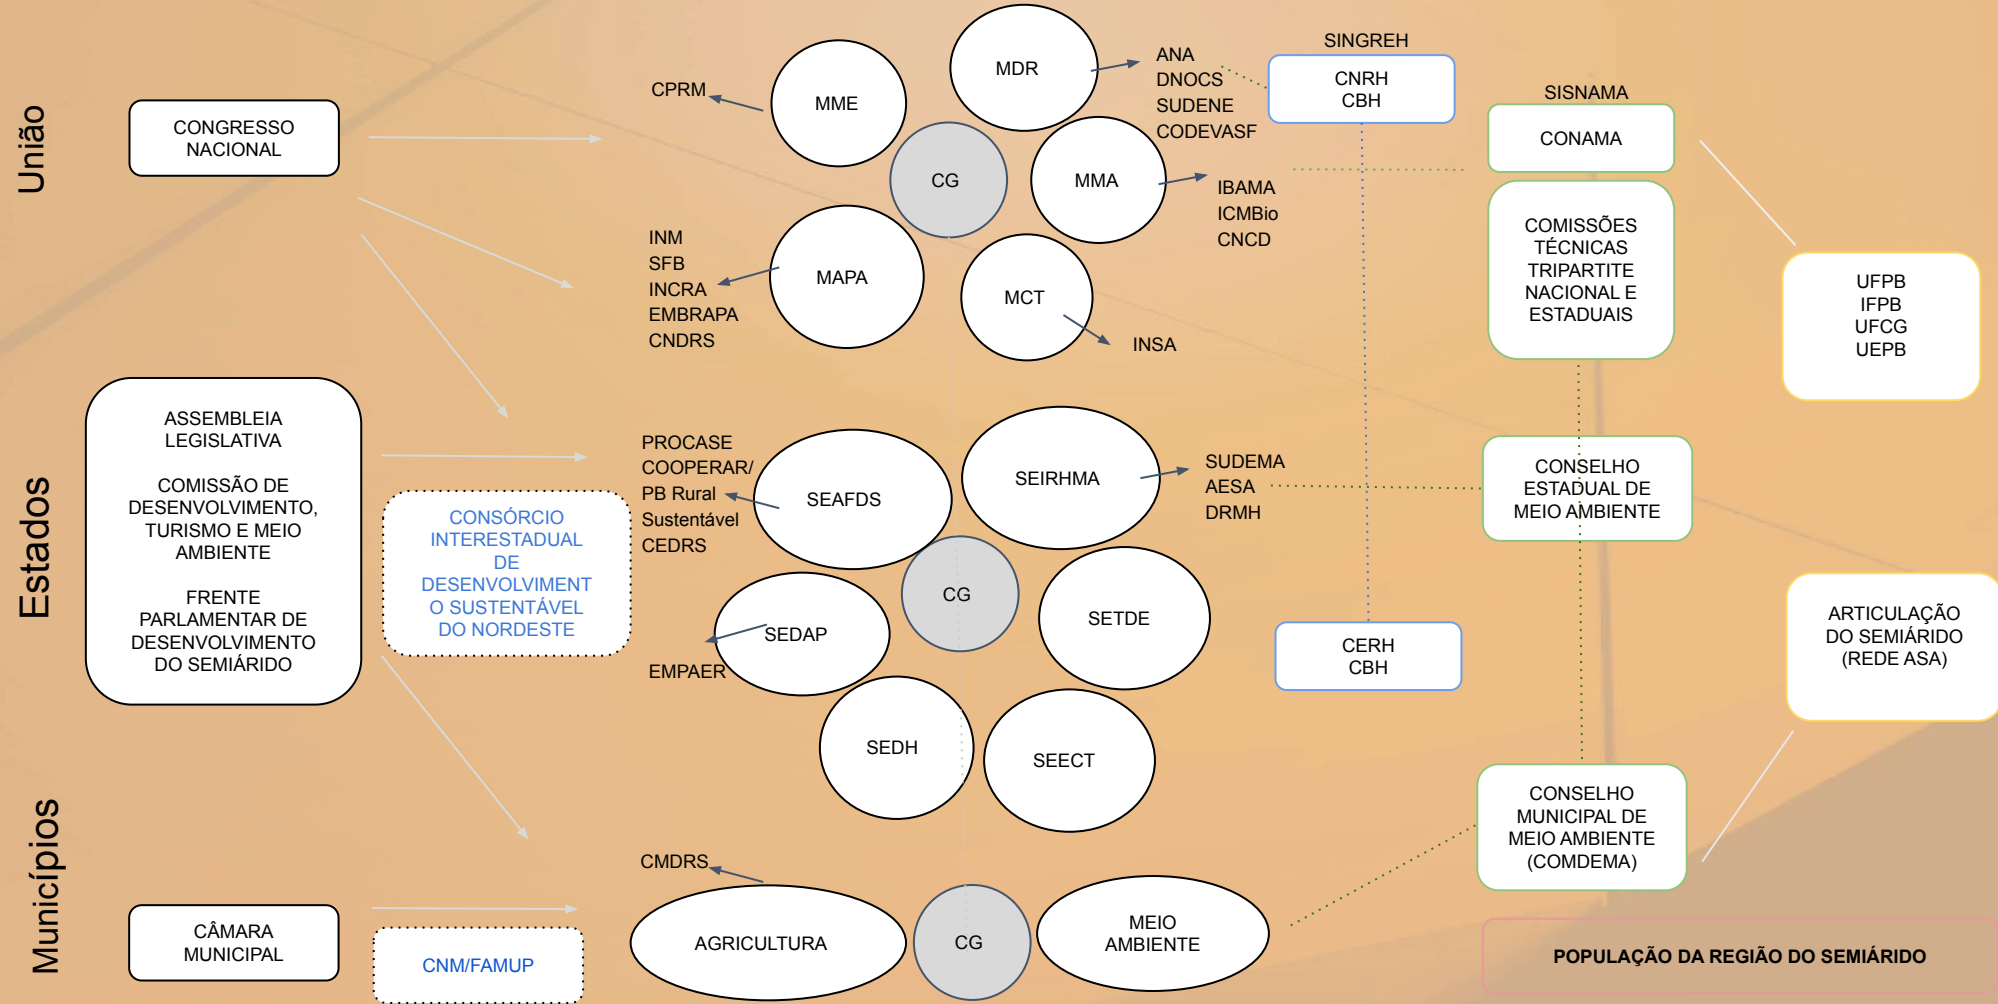 União
CONGRESSO
NACIONAL
CPRM
MME
MDR
ANA
DNOCS
SUDENE
CODEVASF
CG
MMA
IBAMA
ICMBio
CNCD
INM
SFB
INCRA
EMBRAPA
CNDRS
MAPA
MCT
INSA
SINGREH
CNRH
CBH
SISNAMA
CONAMA
COMISSÕES
TÉCNICAS
TRIPARTITE
NACIONAL E
ESTADUAIS
UFPB
IFPB
UFCG
UEPB
Estados
ASSEMBLEIA
LEGISLATIVA
COMISSÃO DE
DESENVOLVIMENTO,
TURISMO E MEIO
AMBIENTE
FRENTE
PARLAMENTAR DE
DESENVOLVIMENTO
DO SEMIÁRIDO
CONSÓRCIO
INTERESTADUAL
DE
DESENVOLVIMENT
O SUSTENTÁVEL
DO NORDESTE
PROCASE
COOPERAR/
PB Rural
Sustentável
CEDRS
SEAFDS
SEIRHMA
SUDEMA
AESA
DRMH
CG
SETDE
SEDAP
EMPAER
SEDH
SEECT
CERH
CBH
CONSELHO
ESTADUAL DE
MEIO AMBIENTE
ARTICULAÇÃO
DO SEMIÁRIDO
(REDE ASA)
Municípios
CÂMARA
MUNICIPAL
CNM/FAMUP
CMDRS
AGRICULTURA
CG
MEIO
AMBIENTE
CONSELHO
MUNICIPAL DE
MEIO AMBIENTE
(COMDEMA)
POPULAÇÃO DA REGIÃO DO SEMIÁRIDO